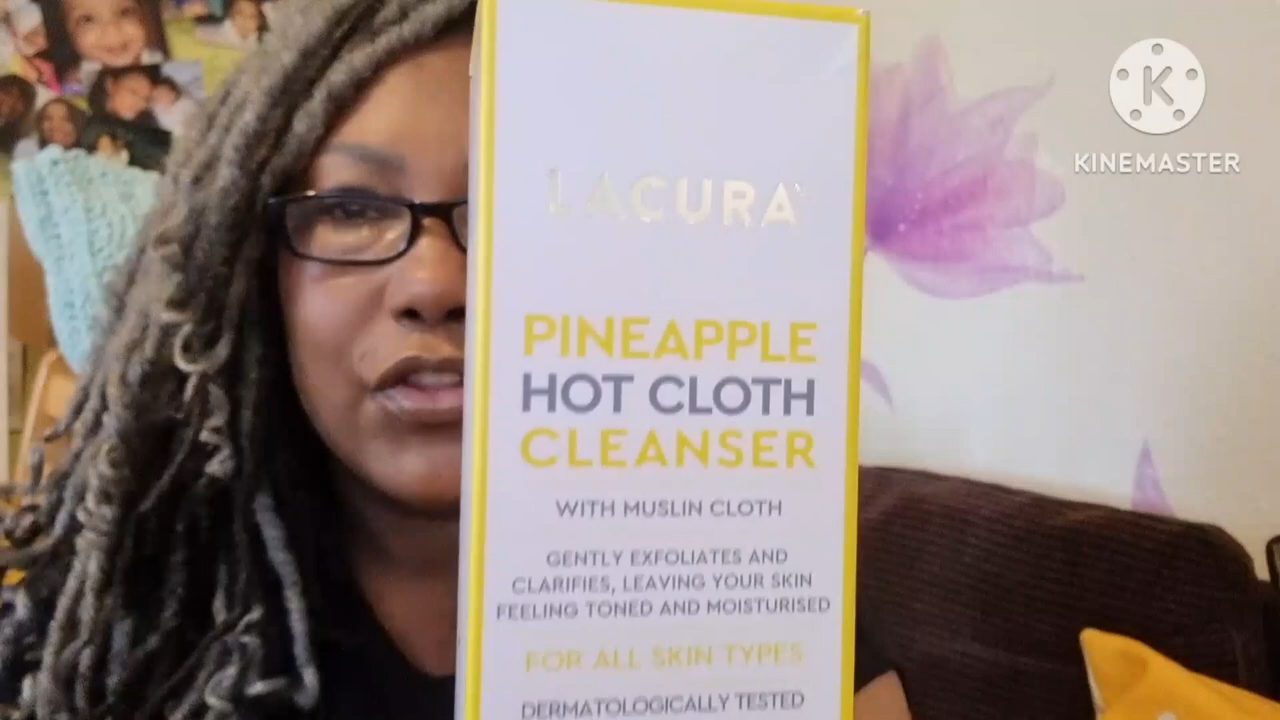 LACURA
PINEAPPLE
HOT CLOTH
CLEANSER
WITH MUSLIN CLOTH
GENTLY EXFOLIATES AND
CLARIFIES, LEAVING YOUR SKIN
FEELING TONED AND MOISTURISED
FOR ALL SKIN TYPES
DERMATOLOGICALLY TESTED
K
KINEMASTER